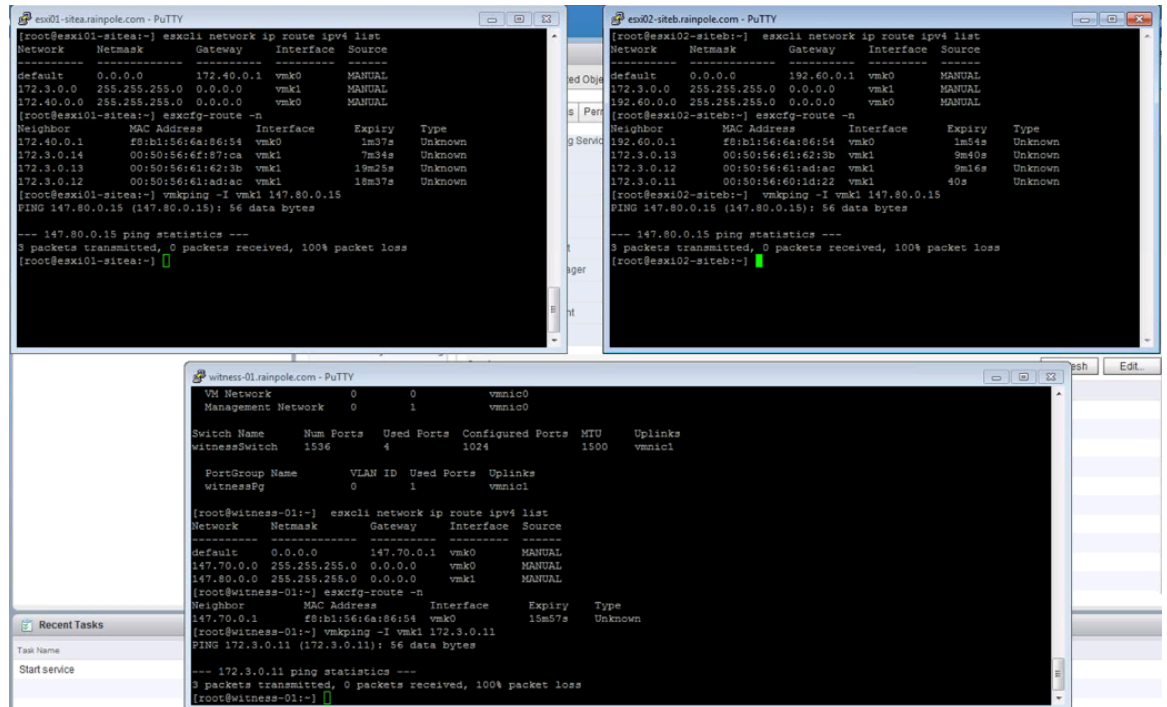 esxi01-sitea.rainpole.com - PuTTY
[root@esxi01-sitea:~] esxcli network ip route ipv4 list
Network Netmask Gateway Interface Source
---------- ------------- ---------- --------- ------
default 0.0.0.0 172.40.0.1 vmk0 MANUAL
172.3.0.0 255.255.255.0 0.0.0.0 vmk1 MANUAL
172.40.0.0 255.255.255.0 0.0.0.0 vmk0 MANUAL
[root@esxi01-sitea:~] esxcfg-route -n
Neighbor MAC Address Interface Expiry Type
172.40.0.1 f8:b1:56:6a:86:54 vmk0 1m37s Unknown
172.3.0.14 00:50:56:6f:87:ca vmk1 7m34s Unknown
172.3.0.13 00:50:56:61:62:3b vmk1 19m25s Unknown
172.3.0.12 00:50:56:61:ad:ac vmk1 18m37s Unknown
[root@esxi01-sitea:~] vmkping -I vmk1 147.80.0.15
PING 147.80.0.15 (147.80.0.15): 56 data bytes
--- 147.80.0.15 ping statistics ---
3 packets transmitted, 0 packets received, 100% packet loss
[root@esxi01-sitea:~]
esxi02-siteb.rainpole.com - PuTTY
[root@esxi02-siteb:~] esxcli network ip route ipv4 list
Network Netmask Gateway Interface Source
---------- ------------- ---------- --------- ------
default 0.0.0.0 192.60.0.1 vmk0 MANUAL
172.3.0.0 255.255.255.0 0.0.0.0 vmk1 MANUAL
192.60.0.0 255.255.255.0 0.0.0.0 vmk0 MANUAL
[root@esxi02-siteb:~] esxcfg-route -n
Neighbor MAC Address Interface Expiry Type
192.60.0.1 f8:b1:56:6a:86:54 vmk0 1m54s Unknown
172.3.0.13 00:50:56:61:62:3b vmk1 9m40s Unknown
172.3.0.12 00:50:56:61:ad:ac vmk1 9m16s Unknown
172.3.0.11 00:50:56:60:1d:22 vmk1 40s Unknown
[root@esxi02-siteb:~] vmkping -I vmk1 147.80.0.15
PING 147.80.0.15 (147.80.0.15): 56 data bytes
--- 147.80.0.15 ping statistics ---
3 packets transmitted, 0 packets received, 100% packet loss
[root@esxi02-siteb:~]
ted Obje
s Perr
g Servic
t
ager
nt
esh Edit...
witness-01.rainpole.com - PuTTY
VM Network 0 0 vmnic0
Management Network 0 1 vmnic0
Switch Name Num Ports Used Ports Configured Ports MTU Uplinks
witnessSwitch 1536 4 1024 1500 vmnic1
PortGroup Name VLAN ID Used Ports Uplinks
witnessPg 0 1 vmnic1
[root@witness-01:~] esxcli network ip route ipv4 list
Network Netmask Gateway Interface Source
---------- ------------- ---------- --------- ------
default 0.0.0.0 147.70.0.1 vmk0 MANUAL
147.70.0.0 255.255.255.0 0.0.0.0 vmk0 MANUAL
147.80.0.0 255.255.255.0 0.0.0.0 vmk1 MANUAL
[root@witness-01:~] esxcfg-route -n
Neighbor MAC Address Interface Expiry Type
147.70.0.1 f8:b1:56:6a:86:54 vmk0 15m57s Unknown
[root@witness-01:~] vmkping -I vmk1 172.3.0.11
PING 172.3.0.11 (172.3.0.11): 56 data bytes
--- 172.3.0.11 ping statistics ---
3 packets transmitted, 0 packets received, 100% packet loss
[root@witness-01:~]
Recent Tasks
Task Name
Start service